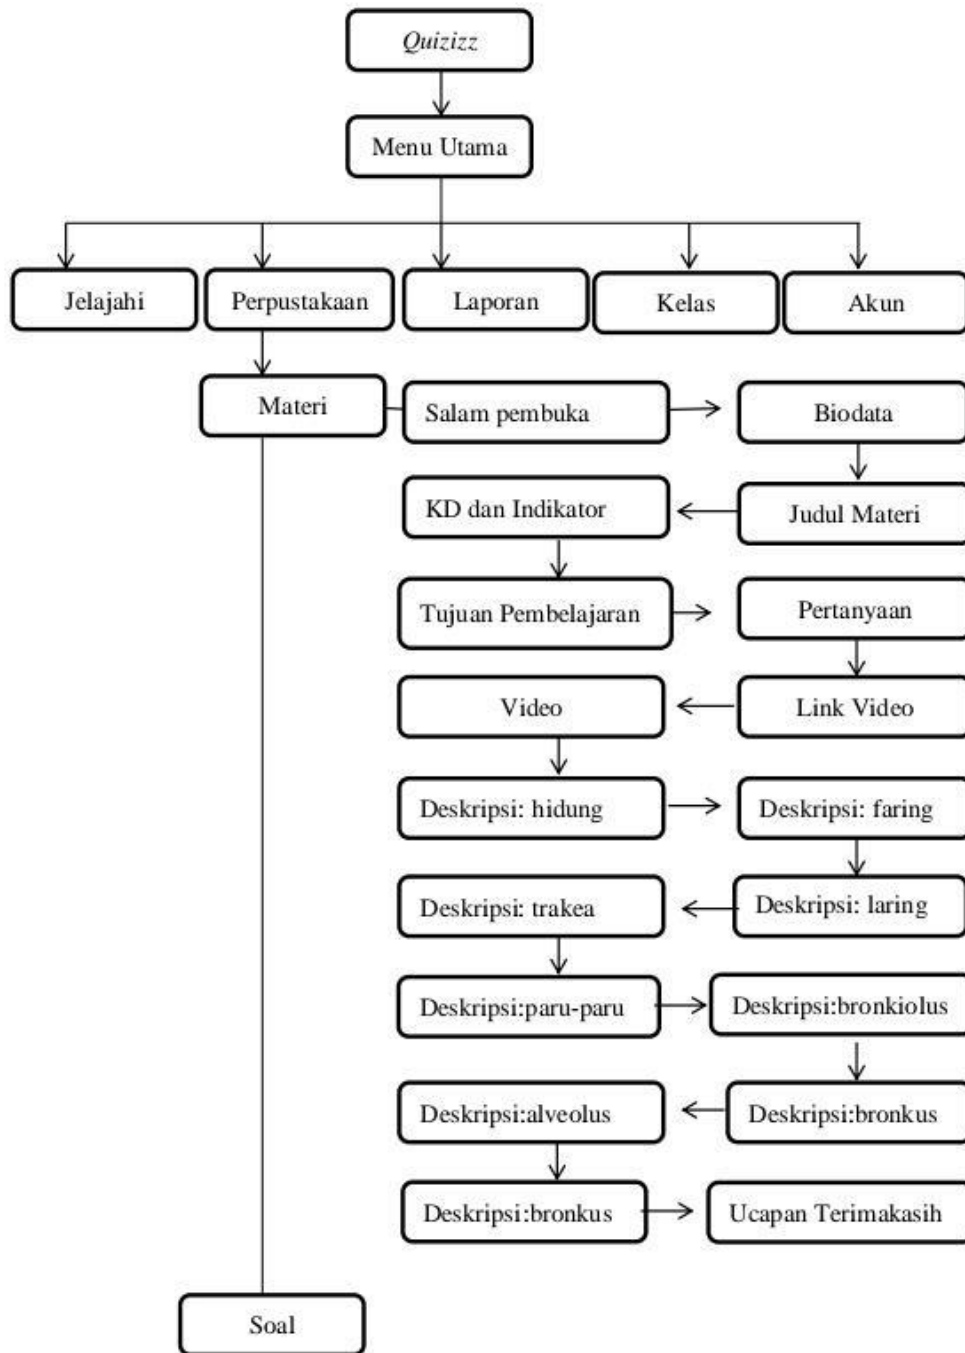 Quizizz
Menu Utama
Jelajahi
Perpustakaan
Laporan
Kelas
Akun
Materi
Salam pembuka
Biodata
KD dan Indikator
Judul Materi
Tujuan Pembelajaran
Pertanyaan
Video
Link Video
Deskripsi: hidung
Deskripsi: faring
Deskripsi: trakea
Deskripsi: laring
Deskripsi:paru-paru
Deskripsi:bronkiolus
Deskripsi:alveolus
Deskripsi:bronkus
Deskripsi:bronkus
Ucapan Terimakasih
Soal